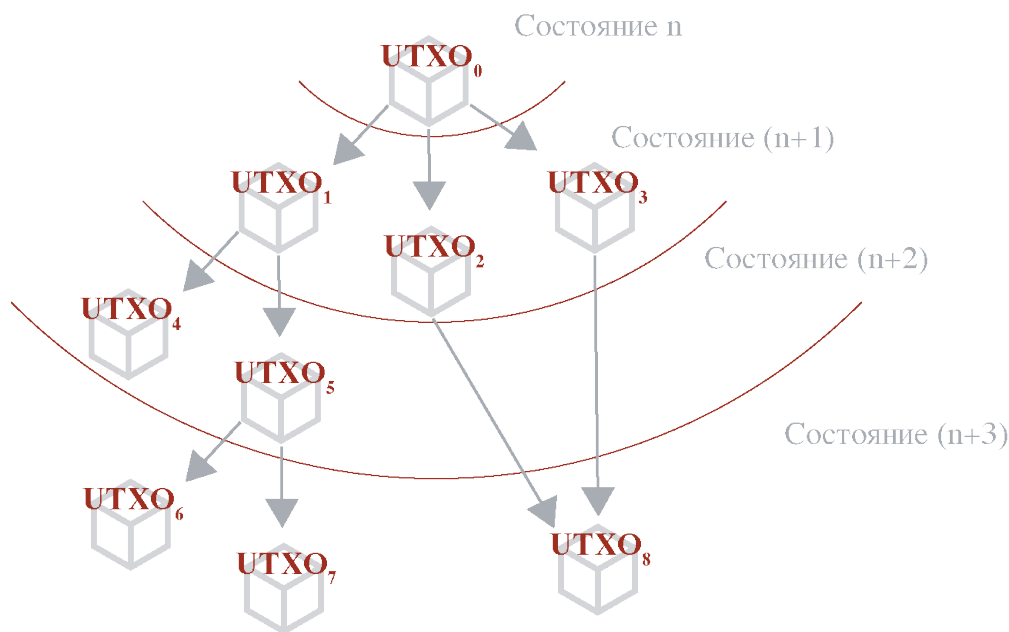 Состояние n
UTXO₀
Состояние (n+1)
UTXO₁
UTXO₃
UTXO₂
Состояние (n+2)
UTXO₄
UTXO₅
Состояние (n+3)
UTXO₆
UTXO₈
UTXO₇